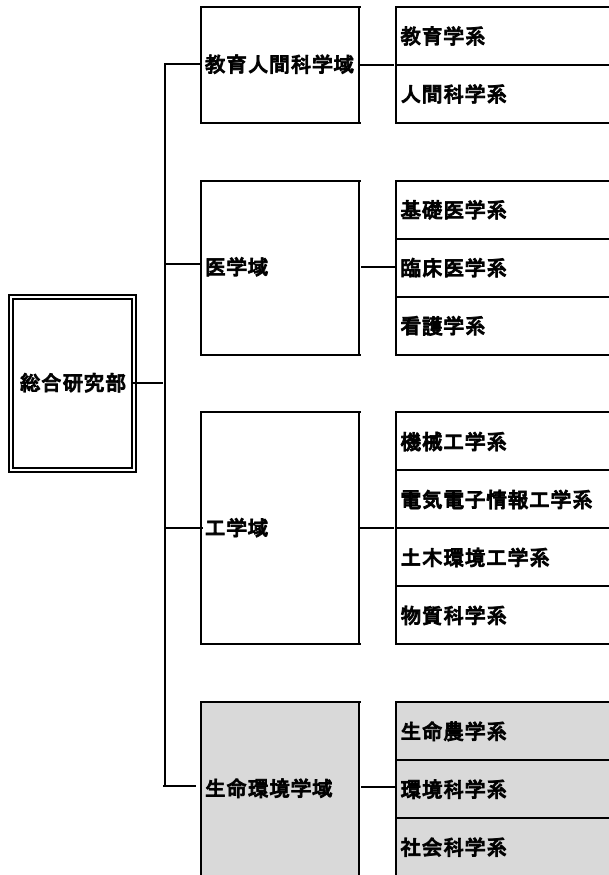 総合研究部
教育人間科学域
教育学系
人間科学系
医学域
基礎医学系
臨床医学系
看護学系
工学域
機械工学系
電気電子情報工学系
土木環境工学系
物質科学系
生命環境学域
生命農学系
環境科学系
社会科学系